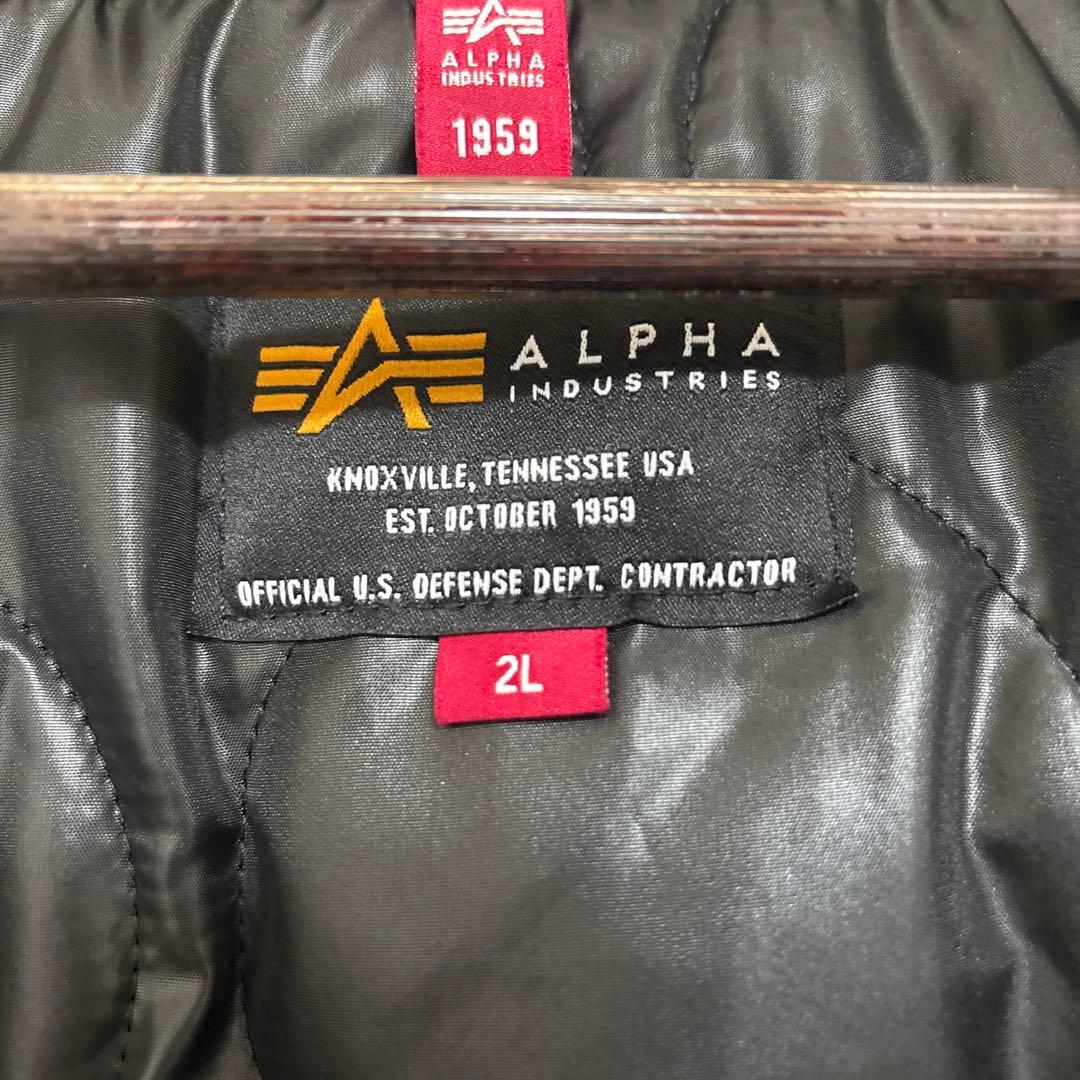 ALPHA
INDUSTRIES
1959
ALPHA
INDUSTRIES
KNOXVILLE, TENNESSEE USA
EST. OCTOBER 1959
OFFICIAL U.S. DEFENSE DEPT. CONTRACTOR
2L